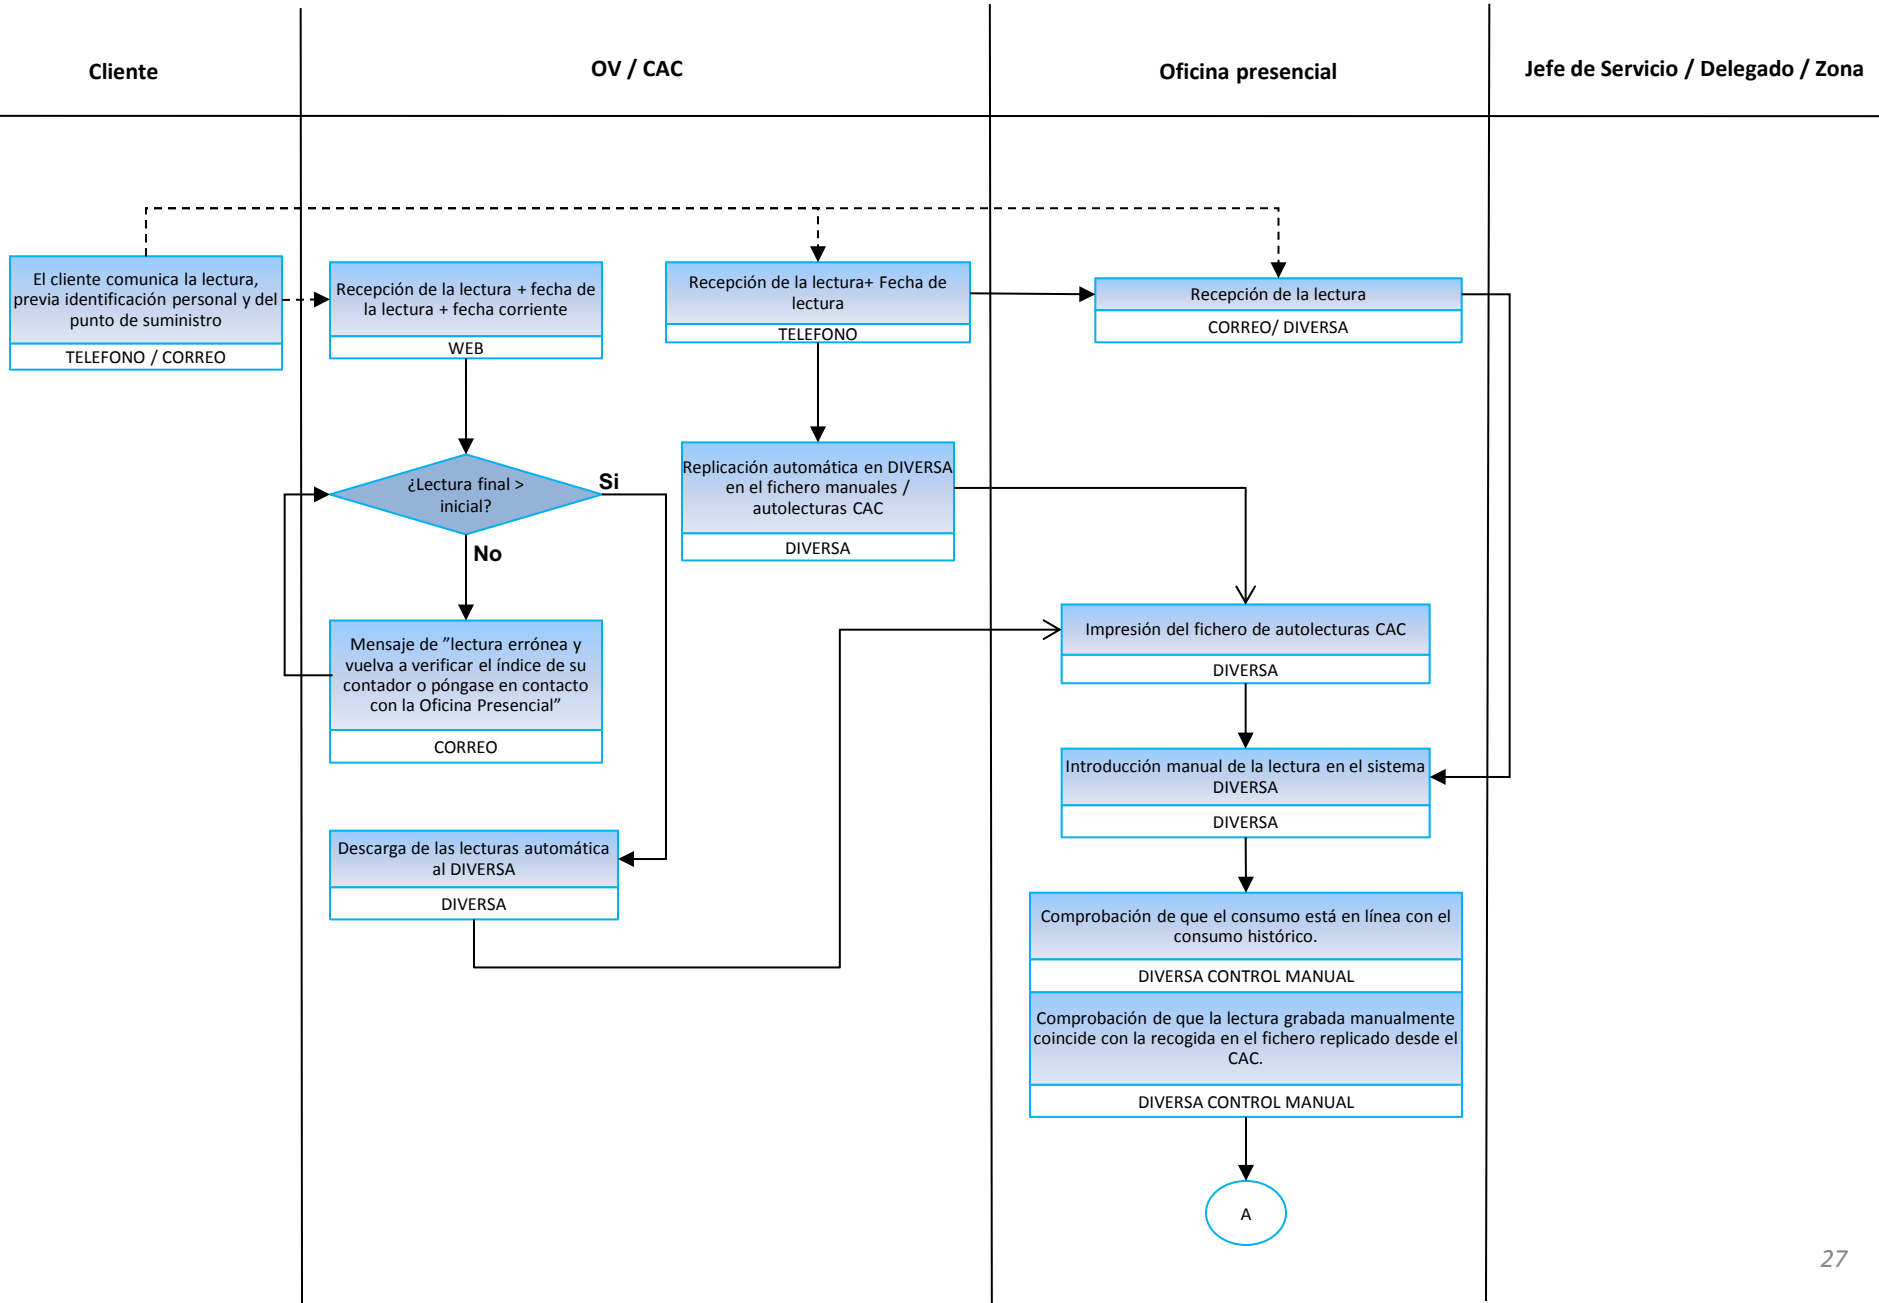 Cliente
OV / CAC
Oficina presencial
Jefe de Servicio / Delegado / Zona
El cliente comunica la lectura,
previa identificación personal y del
punto de suministro
TELEFONO / CORREO
Recepción de la lectura + fecha de
la lectura + fecha corriente
WEB
Recepción de la lectura+ Fecha de
lectura
TELEFONO
Recepción de la lectura
CORREO/ DIVERSA
¿Lectura final >
inicial?
Si
No
Replicación automática en DIVERSA
en el fichero manuales /
autolecturas CAC
DIVERSA
Mensaje de ”lectura errónea y
vuelva a verificar el índice de su
contador o póngase en contacto
con la Oficina Presencial”
CORREO
Impresión del fichero de autolecturas CAC
DIVERSA
Introducción manual de la lectura en el sistema
DIVERSA
DIVERSA
Descarga de las lecturas automática
al DIVERSA
DIVERSA
Comprobación de que el consumo está en línea con el
consumo histórico.
DIVERSA CONTROL MANUAL
Comprobación de que la lectura grabada manualmente
coincide con la recogida en el fichero replicado desde el
CAC.
DIVERSA CONTROL MANUAL
A
27